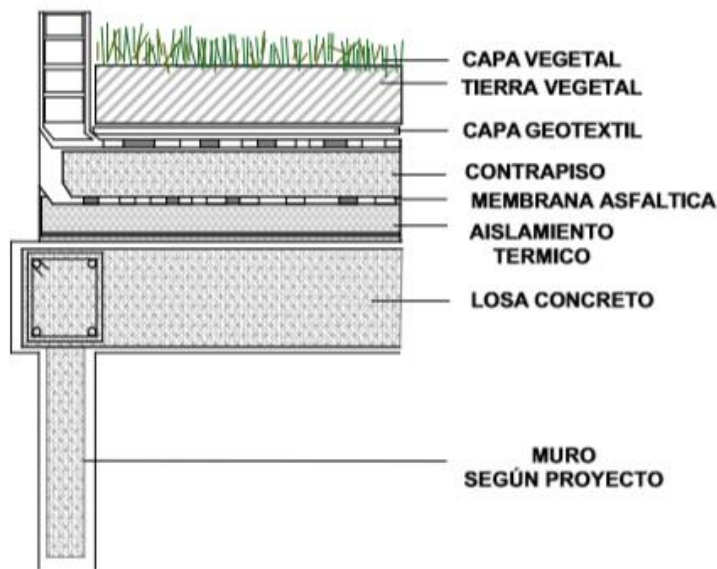 CAPA VEGETAL
TIERRA VEGETAL
CAPA GEOTEXTIL
CONTRAPISO
MEMBRANA ASFALTICA
AISLAMIENTO
TERMICO
LOSA CONCRETO
MURO
SEGÚN PROYECTO